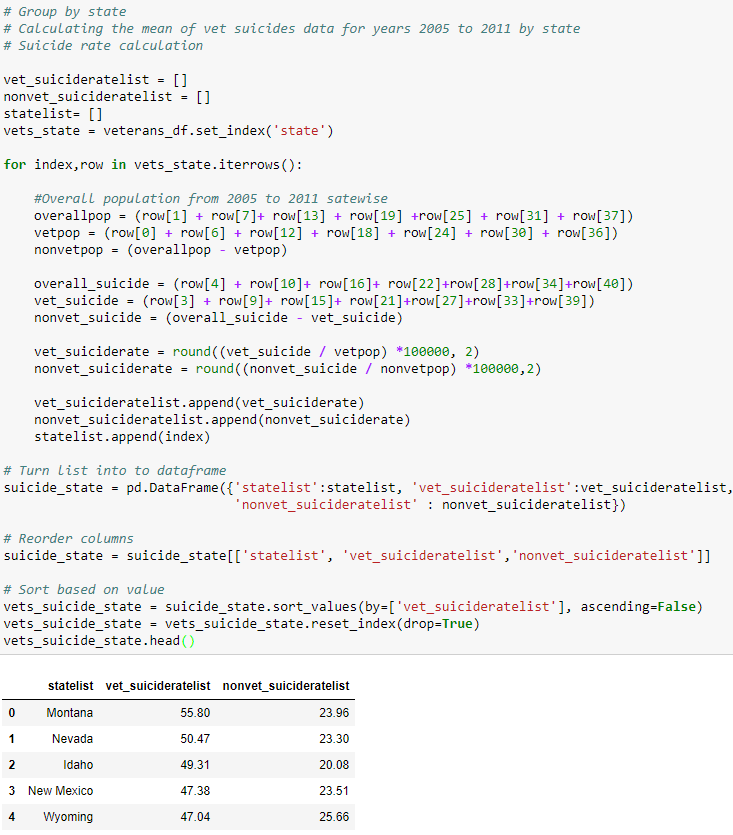 # Group by state
# Calculating the mean of vet suicides data for years 2005 to 2011 by state
# Suicide rate calculation
vet_suicideratelist = []
nonvet_suicideratelist = []
statelist= []
vets_state = veterans_df.set_index('state')
for index,row in vets_state.iterrows():
#Overall population from 2005 to 2011 satewise
overallpop = (row[1] + row[7]+ row[13] + row[19] +row[25] + row[31] + row[37])
vetpop = (row[0] + row[6] + row[12] + row[18] + row[24] + row[30] + row[36])
nonvetpop = (overallpop - vetpop)
overall_suicide = (row[4] + row[10]+ row[16]+ row[22]+row[28]+row[34]+row[40])
vet_suicide = (row[3] + row[9]+ row[15]+ row[21]+row[27]+row[33]+row[39])
nonvet_suicide = (overall_suicide - vet_suicide)
vet_suiciderate = round((vet_suicide / vetpop) *100000, 2)
nonvet_suiciderate = round((nonvet_suicide / nonvetpop) *100000,2)
vet_suicideratelist.append(vet_suiciderate)
nonvet_suicideratelist.append(nonvet_suiciderate)
statelist.append(index)
# Turn list into to dataframe
suicide_state = pd.DataFrame({'statelist':statelist, 'vet_suicideratelist':vet_suicideratelist,
'nonvet_suicideratelist' : nonvet_suicideratelist})
# Reorder columns
suicide_state = suicide_state[['statelist', 'vet_suicideratelist','nonvet_suicideratelist']]
# Sort based on value
vets_suicide_state = suicide_state.sort_values(by=['vet_suicideratelist'], ascending=False)
vets_suicide_state = vets_suicide_state.reset_index(drop=True)
vets_suicide_state.head()
statelist vet_suicideratelist nonvet_suicideratelist
0 Montana 55.80 23.96
1 Nevada 50.47 23.30
2 Idaho 49.31 20.08
3 New Mexico 47.38 23.51
4 Wyoming 47.04 25.66